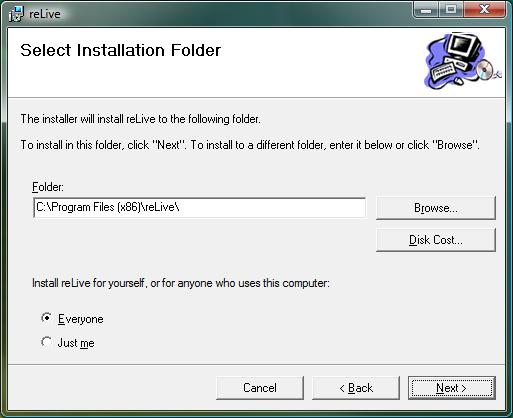 reLive
Select Installation Folder
The installer will install reLive to the following folder.
To install in this folder, click "Next". To install to a different folder, enter it below or click "Browse".
Folder:
C:\Program Files (x86)\reLive\
Browse...
Disk Cost...
Install reLive for yourself, or for anyone who uses this computer:
Everyone
Just me
Cancel
< Back
Next >